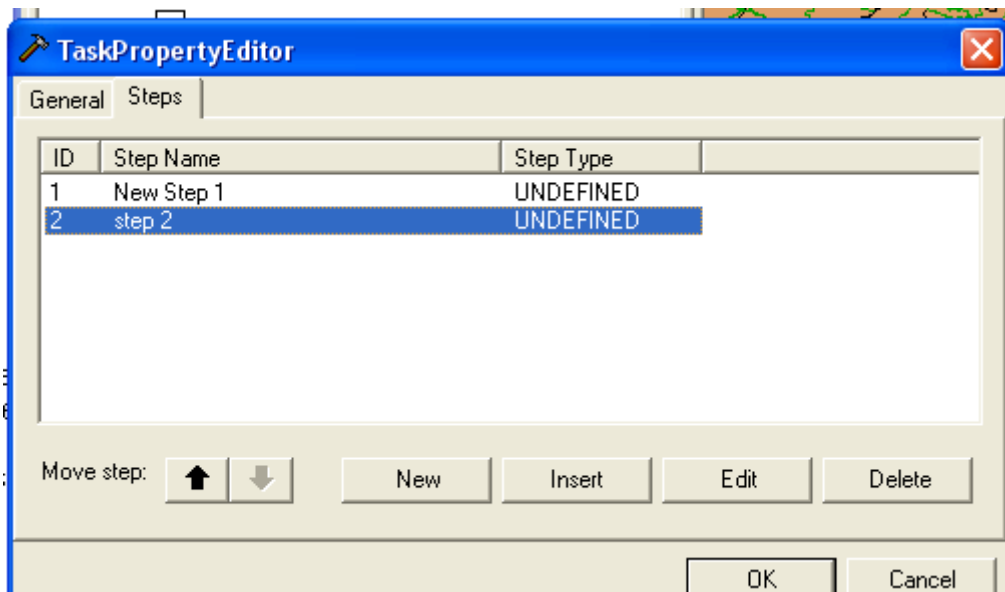 TaskPropertyEditor
General Steps
ID Step Name Step Type
1 New Step 1 UNDEFINED
2 step 2 UNDEFINED
Move step: New Insert Edit Delete
OK Cancel